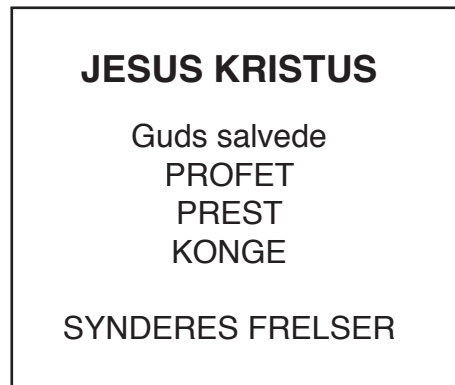 JESUS KRISTUS
Guds salvede
PROFET
PREST
KONGE
SYNDERES FRELSER